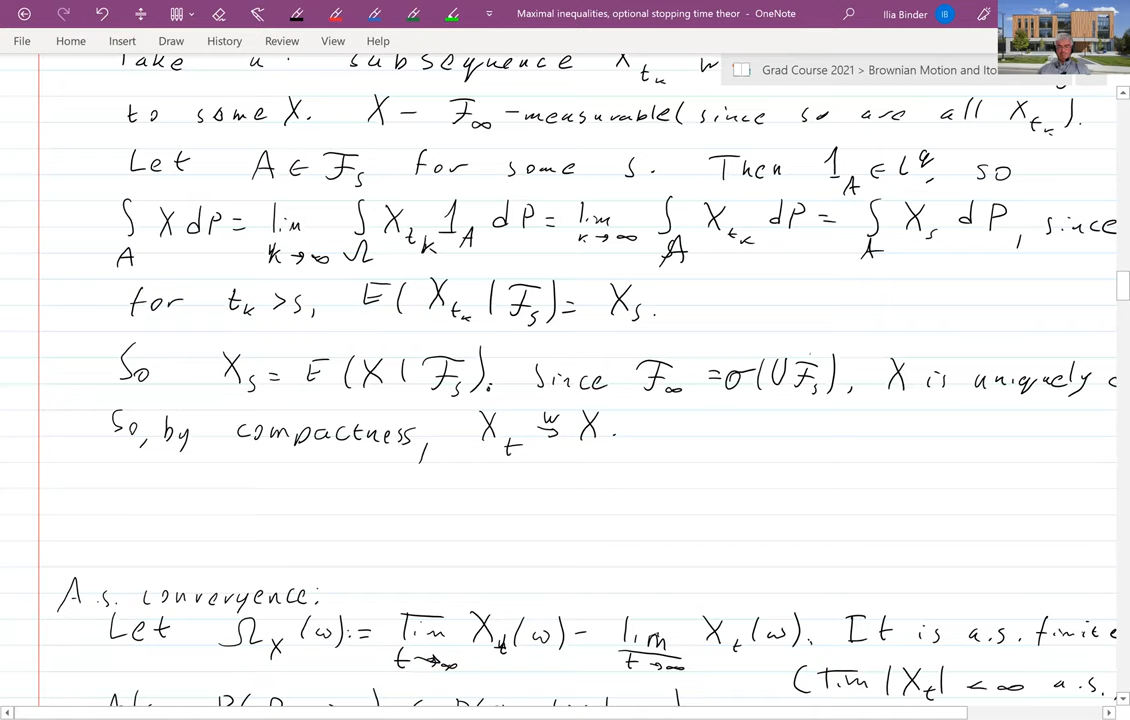 Maximal inequalities, optional stopping time theor - OneNote
Ilia Binder IB
File Home Insert Draw History Review View Help
Grad Course 2021 > Brownian Motion and Ito
Take a subsequence X_{t_k} w
to some X. X - ℱ_∞ -measurable (since so are all X_{t_k}).
Let A ∈ ℱ_s for some s. Then 1_A ∈ L^q, so
∫_A X dP = lim_{k→∞} ∫_Ω X_{t_k} 1_A dP = lim_{k→∞} ∫_A X_{t_k} dP = ∫_A X_s dP, since
for t_k > s, E(X_{t_k} | ℱ_s) = X_s.
So X_s = E(X | ℱ_s). Since ℱ_∞ = σ(∪ ℱ_s), X is uniquely
So, by compactness, X_t →^w X.
A.s. convergence:
Let Ω_X(ω) := \overline{lim}_{t→∞} X_t(ω) - \underline{lim}_{t→∞} X_t(ω). It is a.s. finite
(\overline{lim} |X_t| < ∞ a.s.